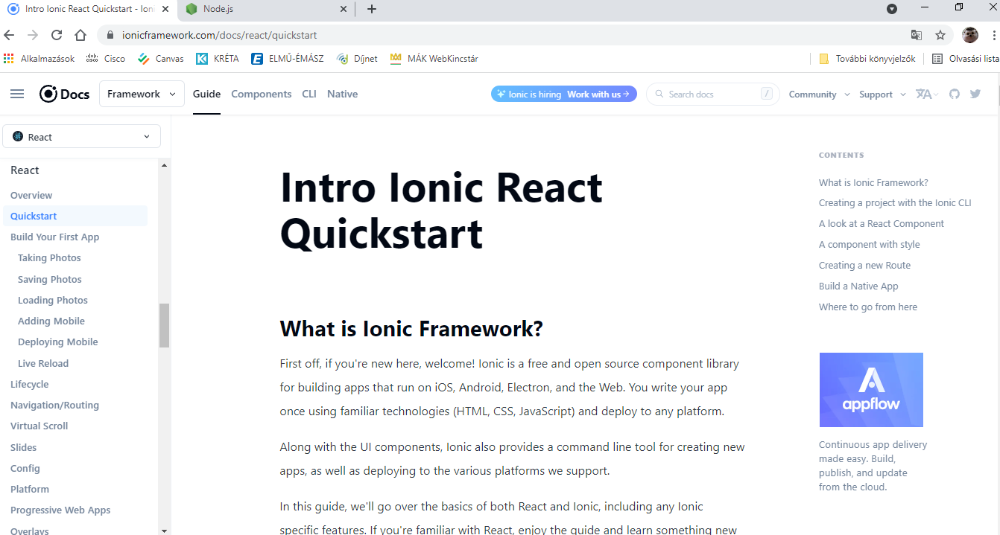 Intro Ionic React Quickstart - Ioni
Node.js
ionicframework.com/docs/react/quickstart
Alkalmazások
Cisco
Canvas
KRÉTA
ELMŰ-ÉMÁSZ
Díjnet
MÁK WebKincstár
További könyvjelzők
Olvasási lista
Docs
Framework
Guide
Components
CLI
Native
Ionic is hiring Work with us →
Search docs
/
Community
Support
React
React
Overview
Quickstart
Build Your First App
Taking Photos
Saving Photos
Loading Photos
Adding Mobile
Deploying Mobile
Live Reload
Lifecycle
Navigation/Routing
Virtual Scroll
Slides
Config
Platform
Progressive Web Apps
Overlays
Intro Ionic React
Quickstart
What is Ionic Framework?
First off, if you're new here, welcome! Ionic is a free and open source component library
for building apps that run on iOS, Android, Electron, and the Web. You write your app
once using familiar technologies (HTML, CSS, JavaScript) and deploy to any platform.
Along with the UI components, Ionic also provides a command line tool for creating new
apps, as well as deploying to the various platforms we support.
In this guide, we'll go over the basics of both React and Ionic, including any Ionic
specific features. If you're familiar with React, enjoy the guide and learn something new
CONTENTS
What is Ionic Framework?
Creating a project with the Ionic CLI
A look at a React Component
A component with style
Creating a new Route
Build a Native App
Where to go from here
appflow
Continuous app delivery
made easy. Build,
publish, and update
from the cloud.